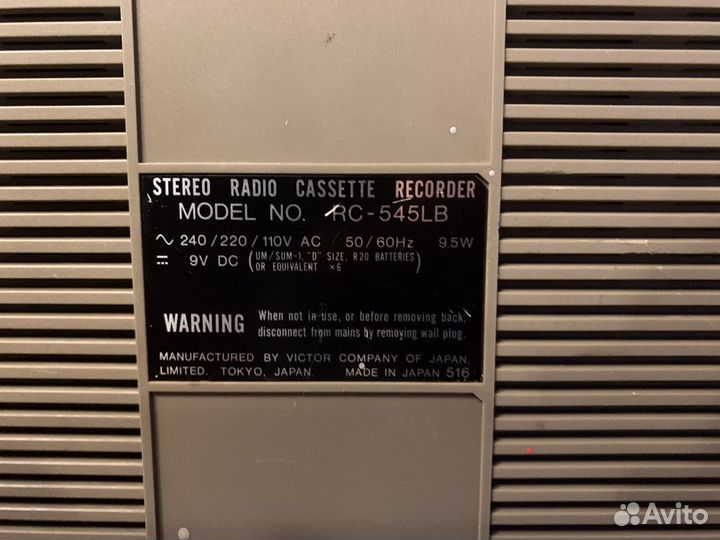 STEREO RADIO CASSETTE RECORDER
MODEL NO. RC-545LB
∿ 240/220/110V AC / 50/60Hz 9.5W
⎓ 9V DC (UM/SUM-1, "D" SIZE, R20 BATTERIES OR EQUIVALENT ×6)
WARNING When not in use, or before removing back, disconnect from mains by removing wall plug.
MANUFACTURED BY VICTOR COMPANY OF JAPAN,
LIMITED. TOKYO, JAPAN. MADE IN JAPAN 516
Avito